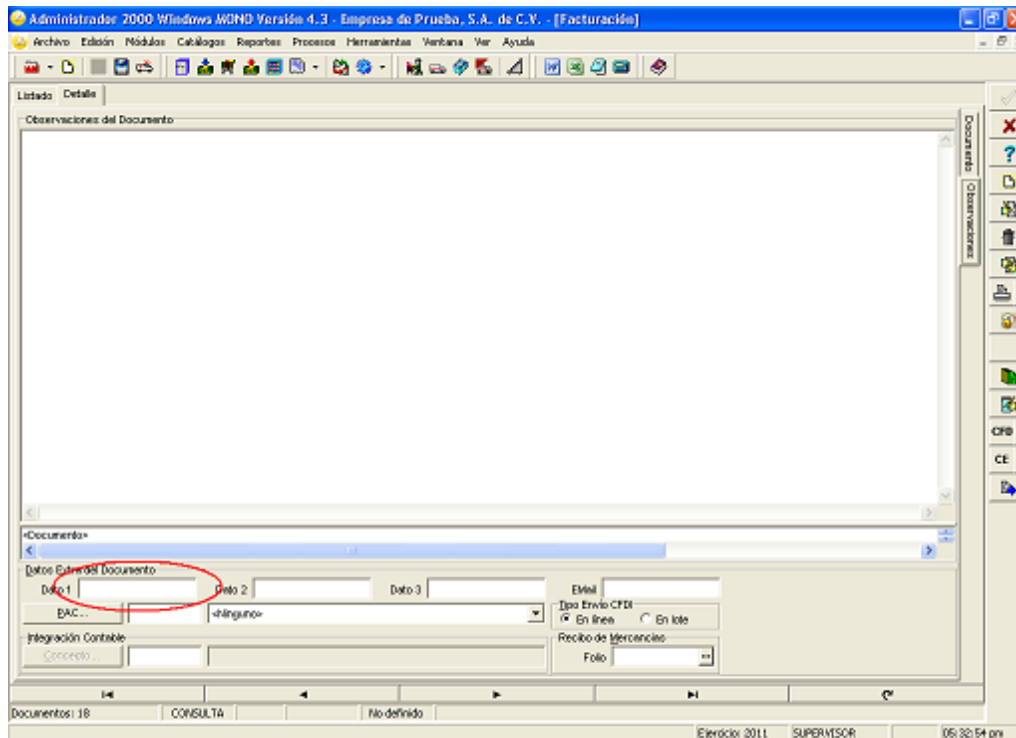 Administrador 2000 Windows MONO Versión 4.3 - Empresa de Prueba, S.A. de C.V. - [Facturación]
Archivo Edisión Módulos Catálogos Reportes Procesos Herramientas Ventana Ver Ayuda
Listado Detalle
Observaciones del Documento
Documento
Observaciones
CFD
CE
<Documento>
Datos Extra del Documento
Dato 1 Dato 2 Dato 3 EMail
PAC... <Ninguno>
Tipo Envío CFDI
En línea En lote
Integración Contable
Recibo de Mercancías
Concepto... Folio
Documentos: 18 CONSULTA No definido
Ejercicio: 2011 SUPERVISOR 05:32:54 pm